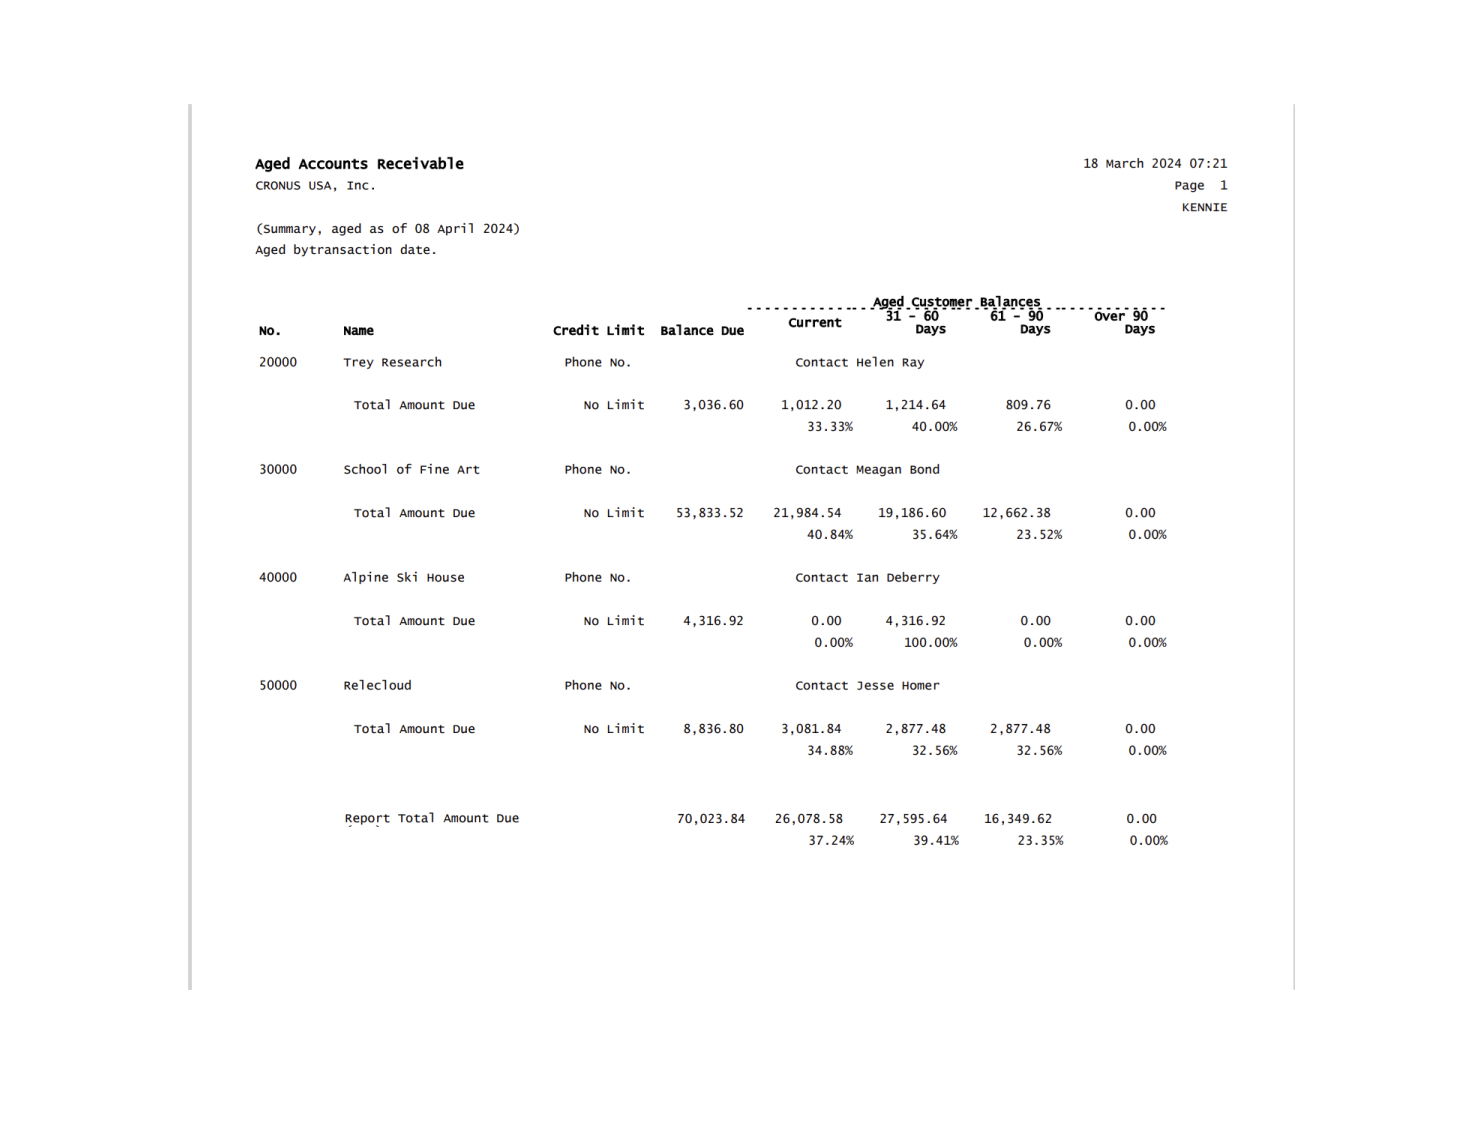 Aged Accounts Receivable 18 March 2024 07:21
CRONUS USA, Inc. Page 1
KENNIE
(Summary, aged as of 08 April 2024)
Aged bytransaction date.
Aged Customer Balances
No. Name Credit Limit Balance Due Current 31 - 60 Days 61 - 90 Days Over 90 Days
20000 Trey Research Phone No. Contact Helen Ray
Total Amount Due No Limit 3,036.60 1,012.20 1,214.64 809.76 0.00
33.33% 40.00% 26.67% 0.00%
30000 School of Fine Art Phone No. Contact Meagan Bond
Total Amount Due No Limit 53,833.52 21,984.54 19,186.60 12,662.38 0.00
40.84% 35.64% 23.52% 0.00%
40000 Alpine Ski House Phone No. Contact Ian Deberry
Total Amount Due No Limit 4,316.92 0.00 4,316.92 0.00 0.00
0.00% 100.00% 0.00% 0.00%
50000 Relecloud Phone No. Contact Jesse Homer
Total Amount Due No Limit 8,836.80 3,081.84 2,877.48 2,877.48 0.00
34.88% 32.56% 32.56% 0.00%
Report Total Amount Due 70,023.84 26,078.58 27,595.64 16,349.62 0.00
37.24% 39.41% 23.35% 0.00%